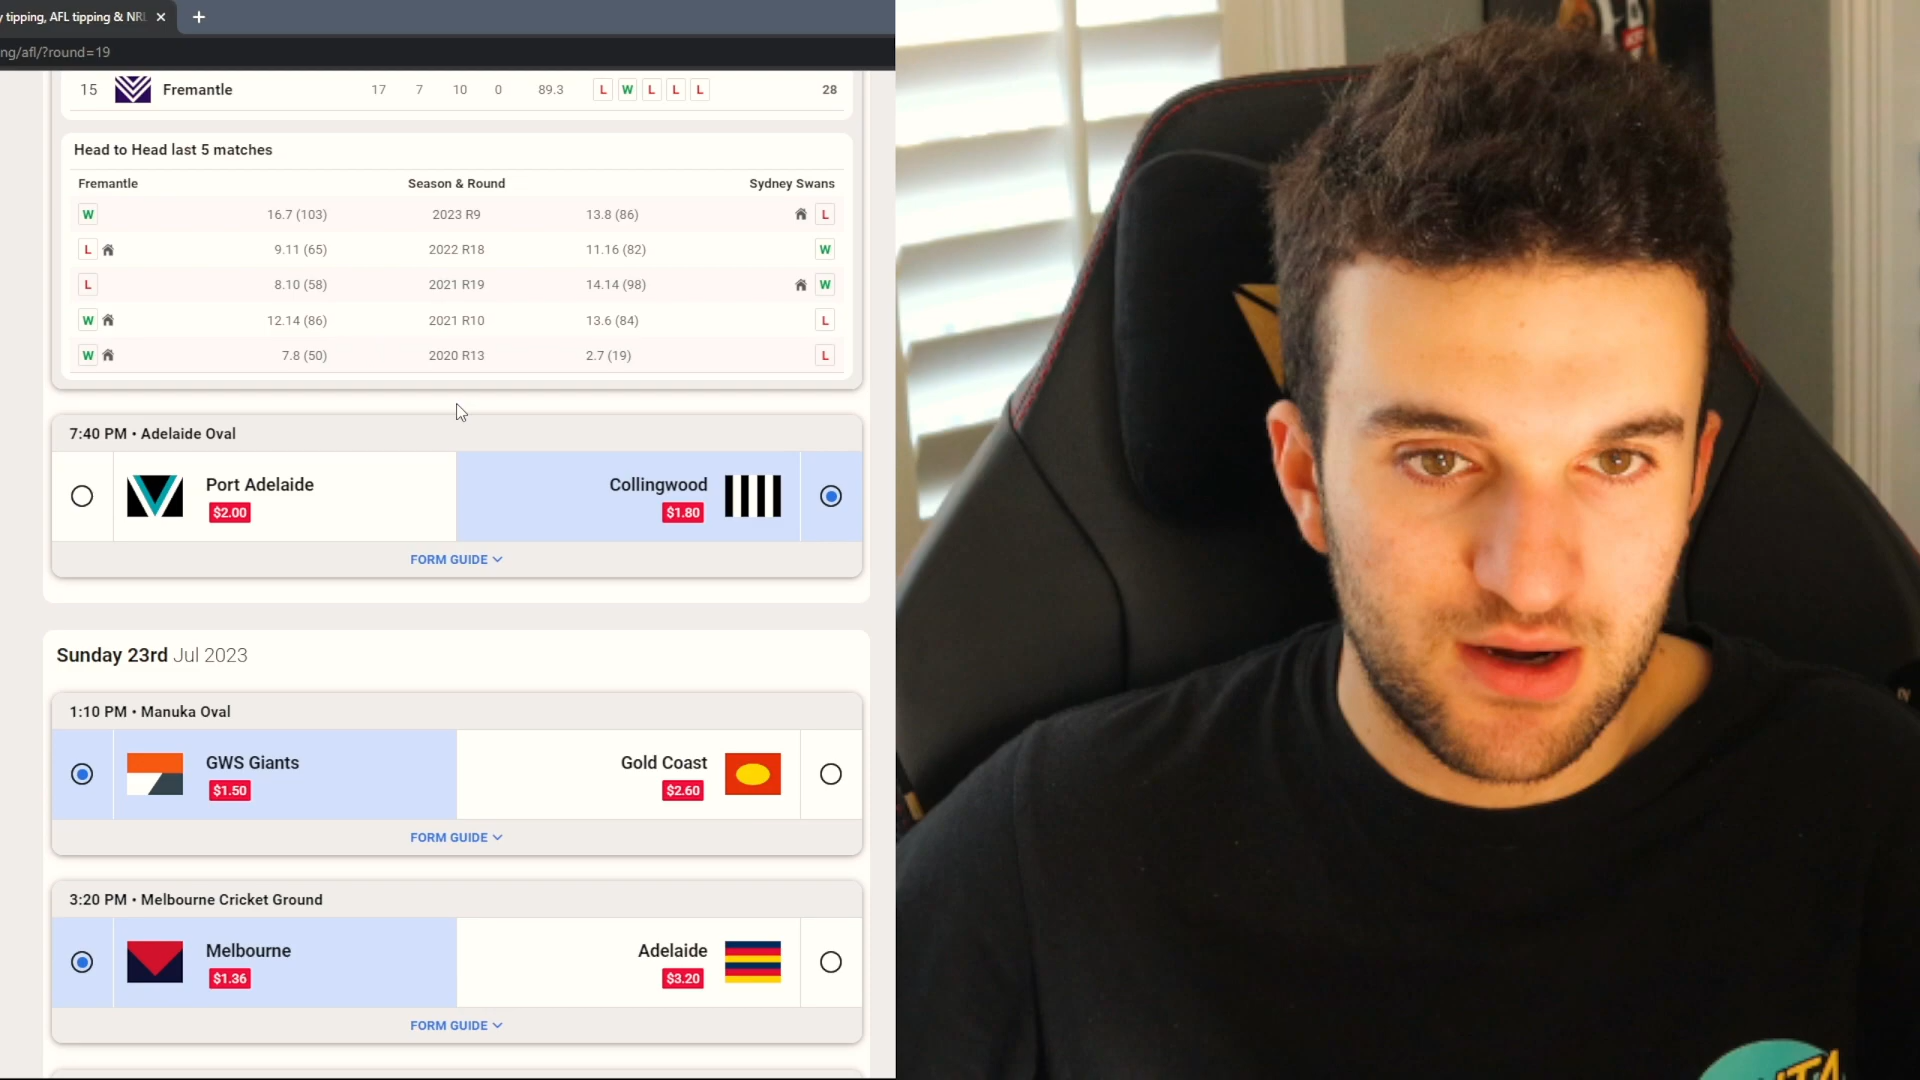 y tipping, AFL tipping & NRL
ng/afl/?round=19
15 Fremantle 17 7 10 0 89.3 L W L L L 28
Head to Head last 5 matches
Fremantle Season & Round Sydney Swans
W 16.7 (103) 2023 R9 13.8 (86) L
L 9.11 (65) 2022 R18 11.16 (82) W
L 8.10 (58) 2021 R19 14.14 (98) W
W 12.14 (86) 2021 R10 13.6 (84) L
W 7.8 (50) 2020 R13 2.7 (19) L
7:40 PM • Adelaide Oval
Port Adelaide Collingwood
$2.00 $1.80
FORM GUIDE
Sunday 23rd Jul 2023
1:10 PM • Manuka Oval
GWS Giants Gold Coast
$1.50 $2.60
FORM GUIDE
3:20 PM • Melbourne Cricket Ground
Melbourne Adelaide
$1.36 $3.20
FORM GUIDE